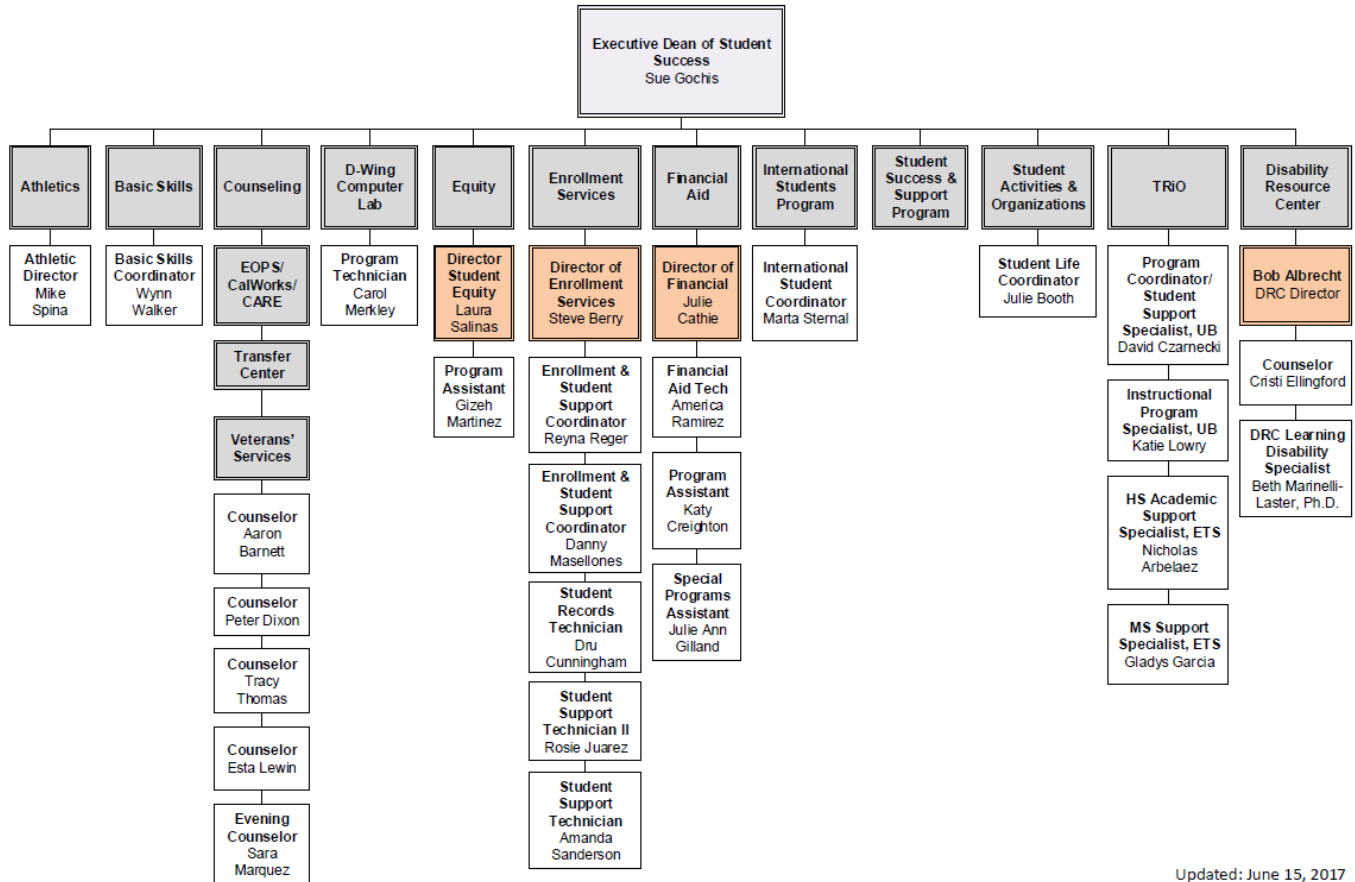 Executive Dean of Student
Success
Sue Gochis
Athletics
Basic Skills
Counseling
D-Wing
Computer
Lab
Equity
Enrollment
Services
Financial
Aid
International
Students
Program
Student
Success &
Support
Program
Student
Activities &
Organizations
TRiO
Disability
Resource
Center
Athletic
Director
Mike
Spina
Basic Skills
Coordinator
Wynn
Walker
EOPS/
CalWorks/
CARE
Transfer
Center
Veterans'
Services
Counselor
Aaron
Barnett
Counselor
Peter Dixon
Counselor
Tracy
Thomas
Counselor
Esta Lewin
Evening
Counselor
Sara
Marquez
Program
Technician
Carol
Merkley
Director
Student
Equity
Laura
Salinas
Program
Assistant
Gizeh
Martinez
Director of
Enrollment
Services
Steve Berry
Enrollment &
Student
Support
Coordinator
Reyna Reger
Enrollment &
Student
Support
Coordinator
Danny
Masellones
Student
Records
Technician
Dru
Cunningham
Student
Support
Technician II
Rosie Juarez
Student
Support
Technician
Amanda
Sanderson
Director of
Financial
Julie
Cathie
Financial
Aid Tech
America
Ramirez
Program
Assistant
Katy
Creighton
Special
Programs
Assistant
Julie Ann
Gilland
International
Student
Coordinator
Marta Sternal
Student Life
Coordinator
Julie Booth
Program
Coordinator/
Student
Support
Specialist, UB
David Czarnecki
Instructional
Program
Specialist, UB
Katie Lowry
HS Academic
Support
Specialist, ETS
Nicholas
Arbelaez
MS Support
Specialist, ETS
Gladys Garcia
Bob Albrecht
DRC Director
Counselor
Cristi Ellingford
DRC Learning
Disability
Specialist
Beth Marinelli-
Laster, Ph.D.
Updated: June 15, 2017